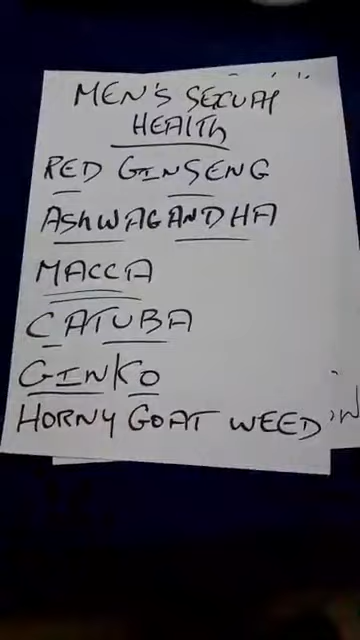 MEN'S SEXUAL
HEALTH
RED GINSENG
ASHWAGANDHA
MACCA
CATUBA
GINKO
HORNY GOAT WEED